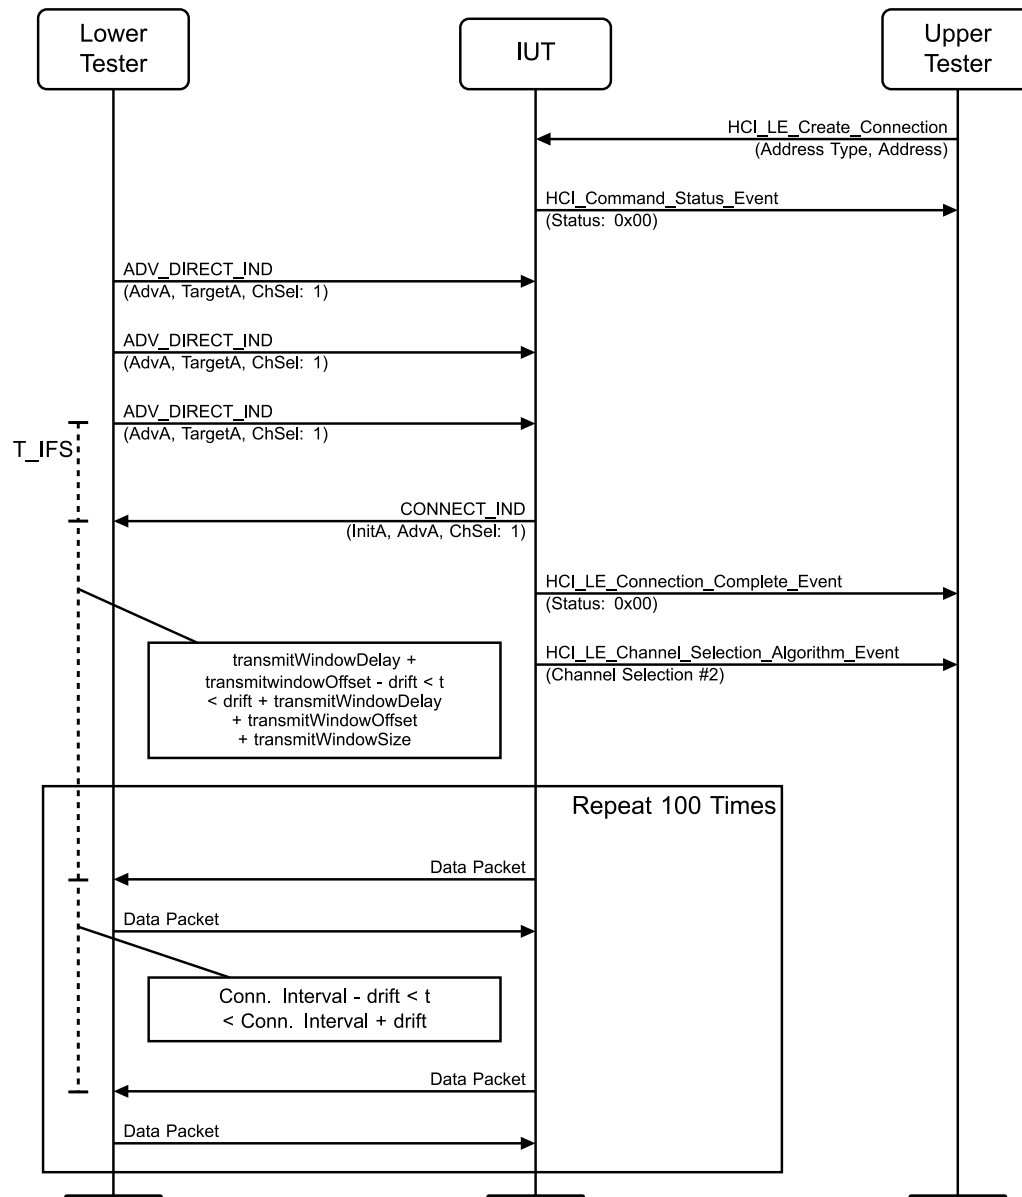 Lower
Tester
IUT
Upper
Tester
HCI_LE_Create_Connection
(Address Type, Address)
HCI_Command_Status_Event
(Status: 0x00)
ADV_DIRECT_IND
(AdvA, TargetA, ChSel: 1)
ADV_DIRECT_IND
(AdvA, TargetA, ChSel: 1)
ADV_DIRECT_IND
(AdvA, TargetA, ChSel: 1)
T_IFS
CONNECT_IND
(InitA, AdvA, ChSel: 1)
HCI_LE_Connection_Complete_Event
(Status: 0x00)
HCI_LE_Channel_Selection_Algorithm_Event
(Channel Selection #2)
transmitWindowDelay +
transmitwindowOffset - drift < t
< drift + transmitWindowDelay
+ transmitWindowOffset
+ transmitWindowSize
Repeat 100 Times
Data Packet
Data Packet
Conn. Interval - drift < t
< Conn. Interval + drift
Data Packet
Data Packet